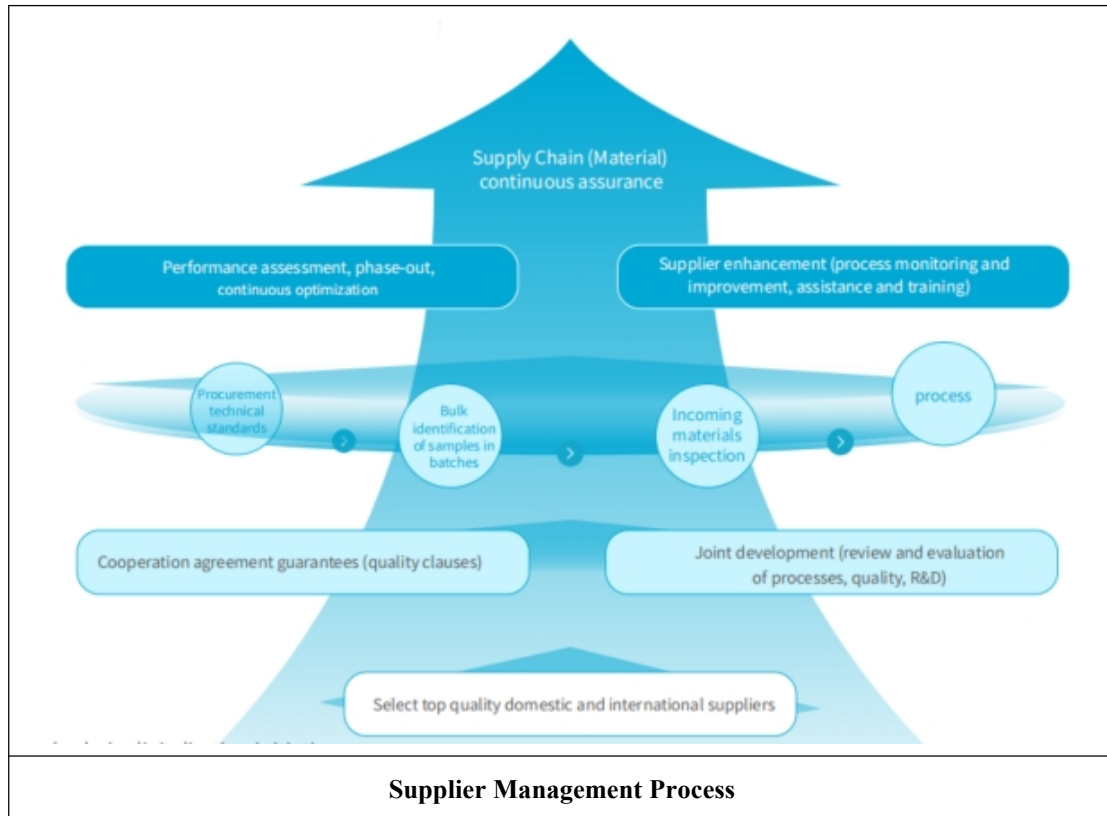 Supply Chain (Material)
continuous assurance
Performance assessment, phase-out,
continuous optimization
Supplier enhancement (process monitoring and
improvement, assistance and training)
Procurement
technical
standards
Bulk
identification
of samples in
batches
Incoming
materials
inspection
process
Cooperation agreement guarantees (quality clauses)
Joint development (review and evaluation
of processes, quality, R&D)
Select top quality domestic and international suppliers
Supplier Management Process